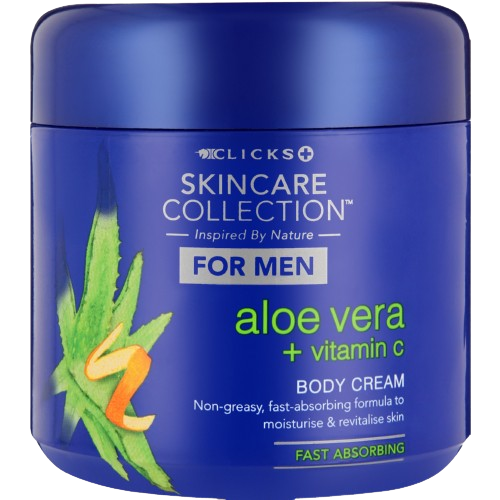 CLICKS
SKINCARE
COLLECTION™
Inspired By Nature
FOR MEN
aloe vera
+ vitamin c
BODY CREAM
Non-greasy, fast-absorbing formula to
moisturise & revitalise skin
FAST ABSORBING